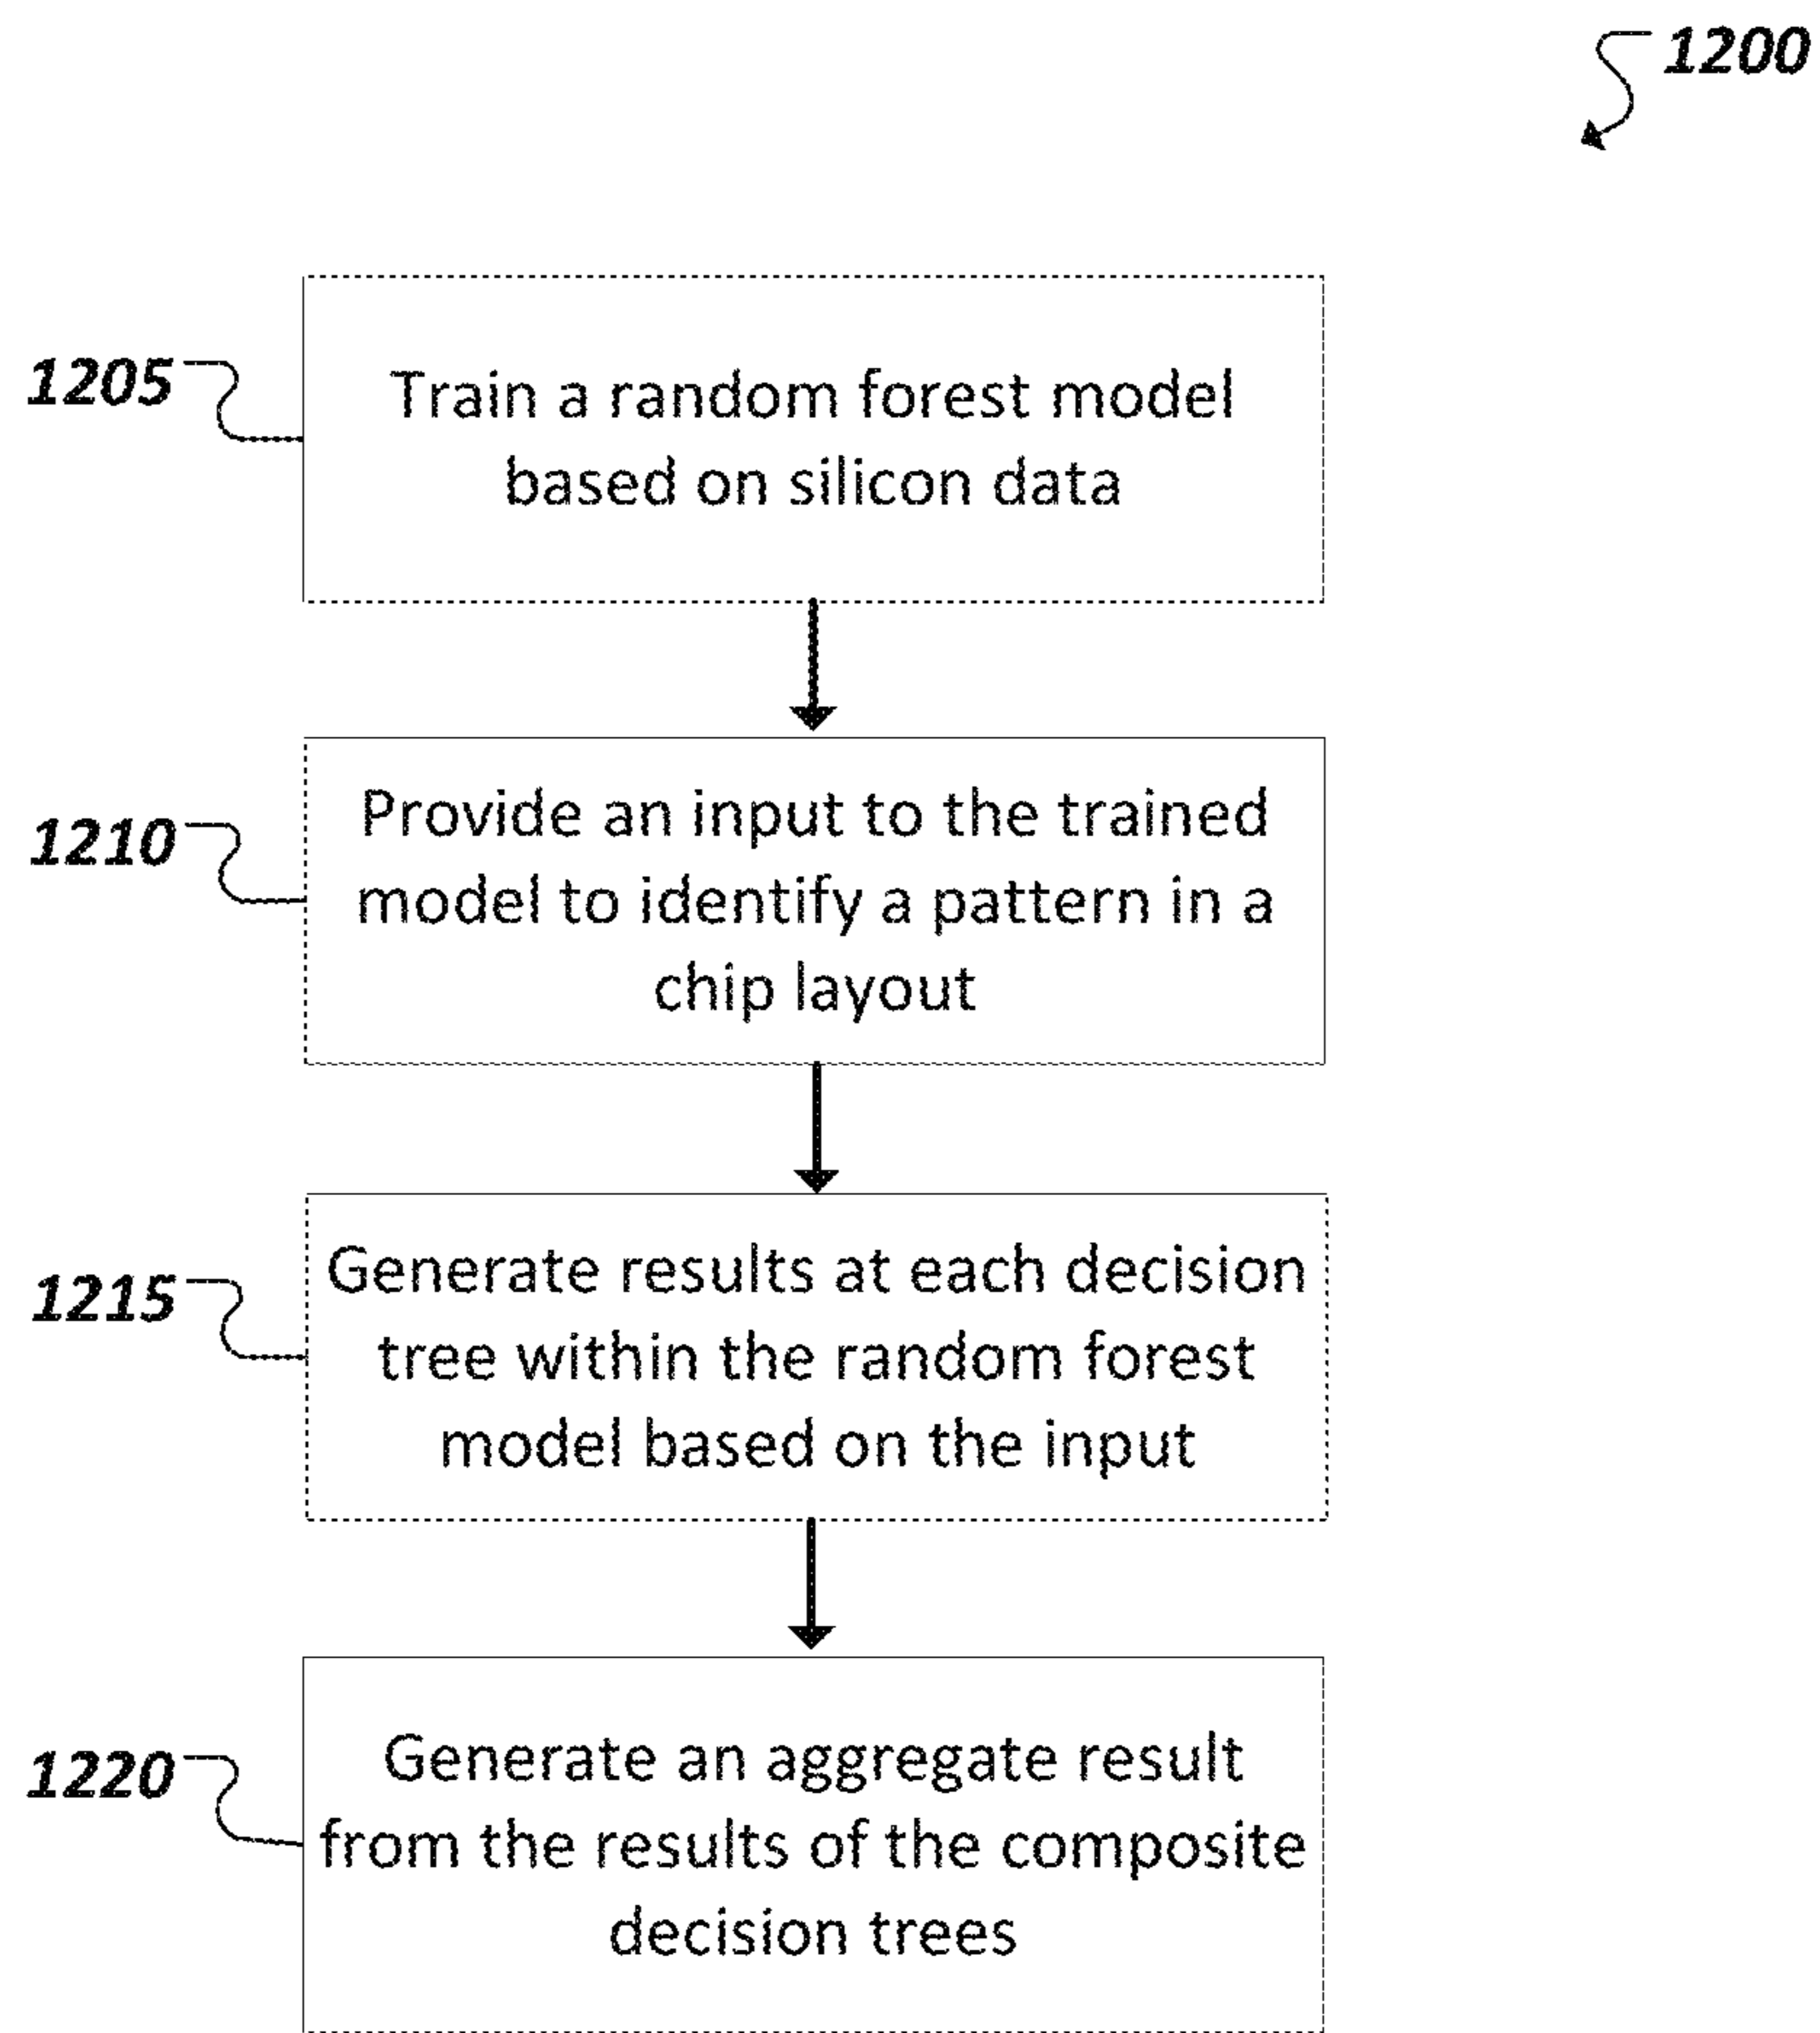 1200
1205
Train a random forest model
based on silicon data
1210
Provide an input to the trained
model to identify a pattern in a
chip layout
1215
Generate results at each decision
tree within the random forest
model based on the input
1220
Generate an aggregate result
from the results of the composite
decision trees